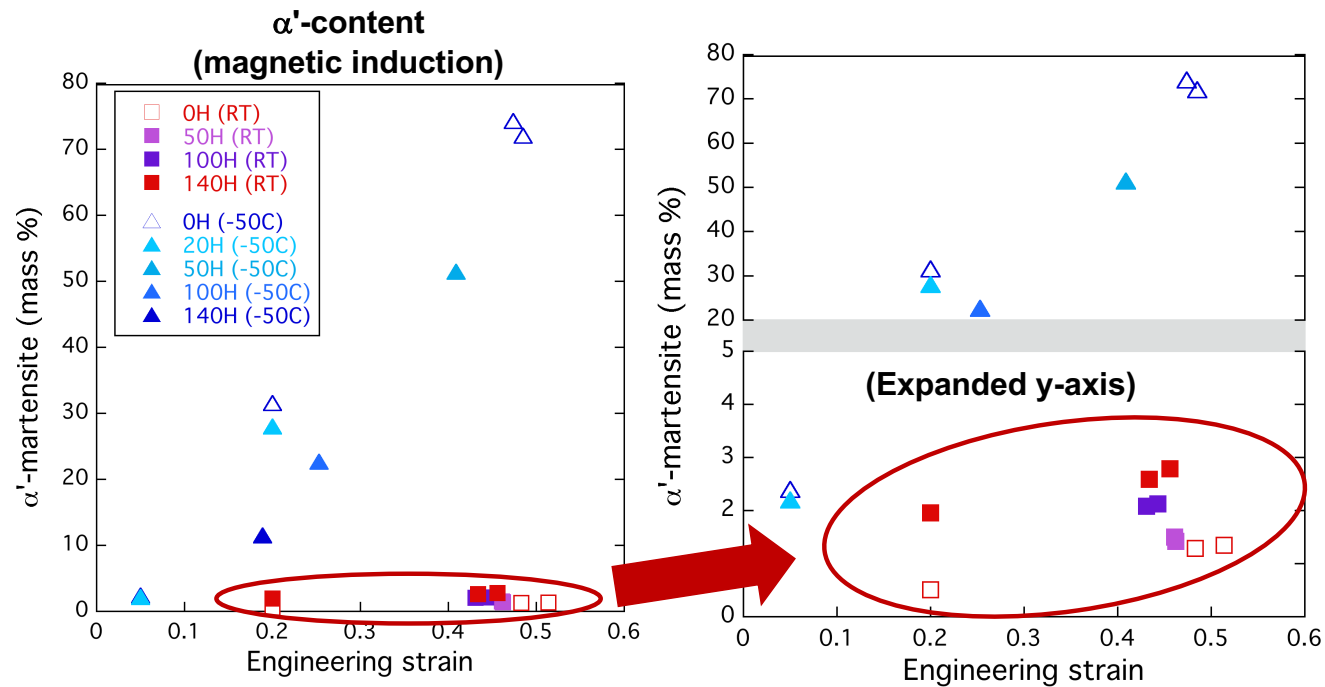 α'-content
(magnetic induction)
80
70
60
50
40
30
20
10
0
α'-martensite (mass %)
0H (RT)
50H (RT)
100H (RT)
140H (RT)
0H (-50C)
20H (-50C)
50H (-50C)
100H (-50C)
140H (-50C)
0 0.1 0.2 0.3 0.4 0.5 0.6
Engineering strain
80
70
60
50
40
30
20
5
4
3
2
1
0
α'-martensite (mass %)
(Expanded y-axis)
0 0.1 0.2 0.3 0.4 0.5 0.6
Engineering strain